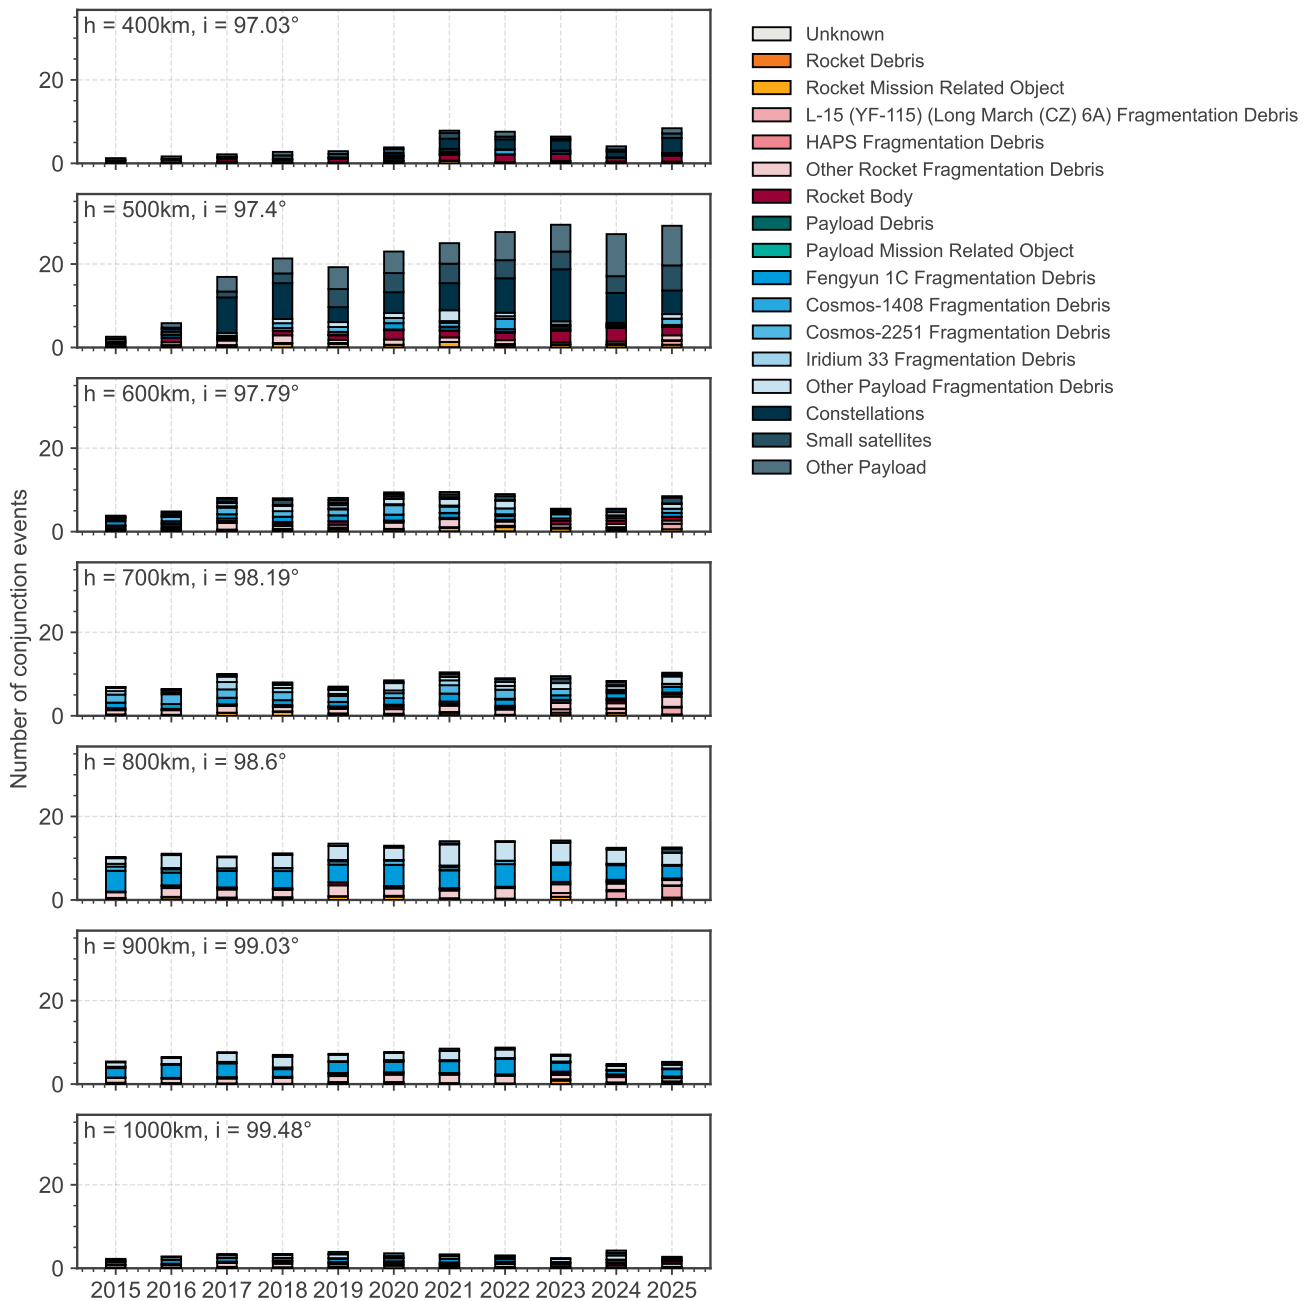 h = 400km, i = 97.03°
20
0
h = 500km, i = 97.4°
20
0
h = 600km, i = 97.79°
20
0
h = 700km, i = 98.19°
20
0
h = 800km, i = 98.6°
20
0
h = 900km, i = 99.03°
20
0
h = 1000km, i = 99.48°
20
0
2015 2016 2017 2018 2019 2020 2021 2022 2023 2024 2025
Number of conjunction events
Unknown
Rocket Debris
Rocket Mission Related Object
L-15 (YF-115) (Long March (CZ) 6A) Fragmentation Debris
HAPS Fragmentation Debris
Other Rocket Fragmentation Debris
Rocket Body
Payload Debris
Payload Mission Related Object
Fengyun 1C Fragmentation Debris
Cosmos-1408 Fragmentation Debris
Cosmos-2251 Fragmentation Debris
Iridium 33 Fragmentation Debris
Other Payload Fragmentation Debris
Constellations
Small satellites
Other Payload